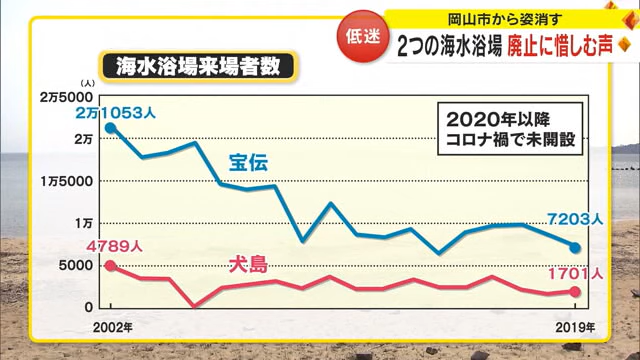 岡山市から姿消す
低迷
2つの海水浴場 廃止に惜しむ声
海水浴場来場者数
(人)
2万5000
2万1053人
2万
1万5000
1万
5000
0
宝伝
7203人
4789人
犬島
1701人
2020年以降
コロナ禍で未開設
2002年
2019年